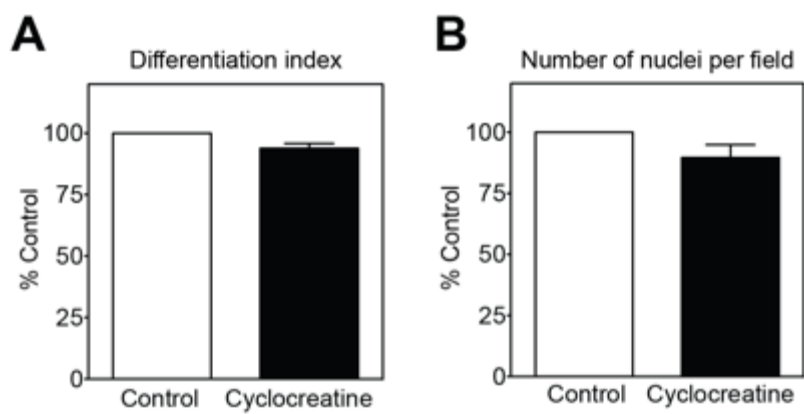 A
Differentiation index
% Control
100
75
50
25
0
Control Cyclocreatine
B
Number of nuclei per field
% Control
100
75
50
25
0
Control Cyclocreatine